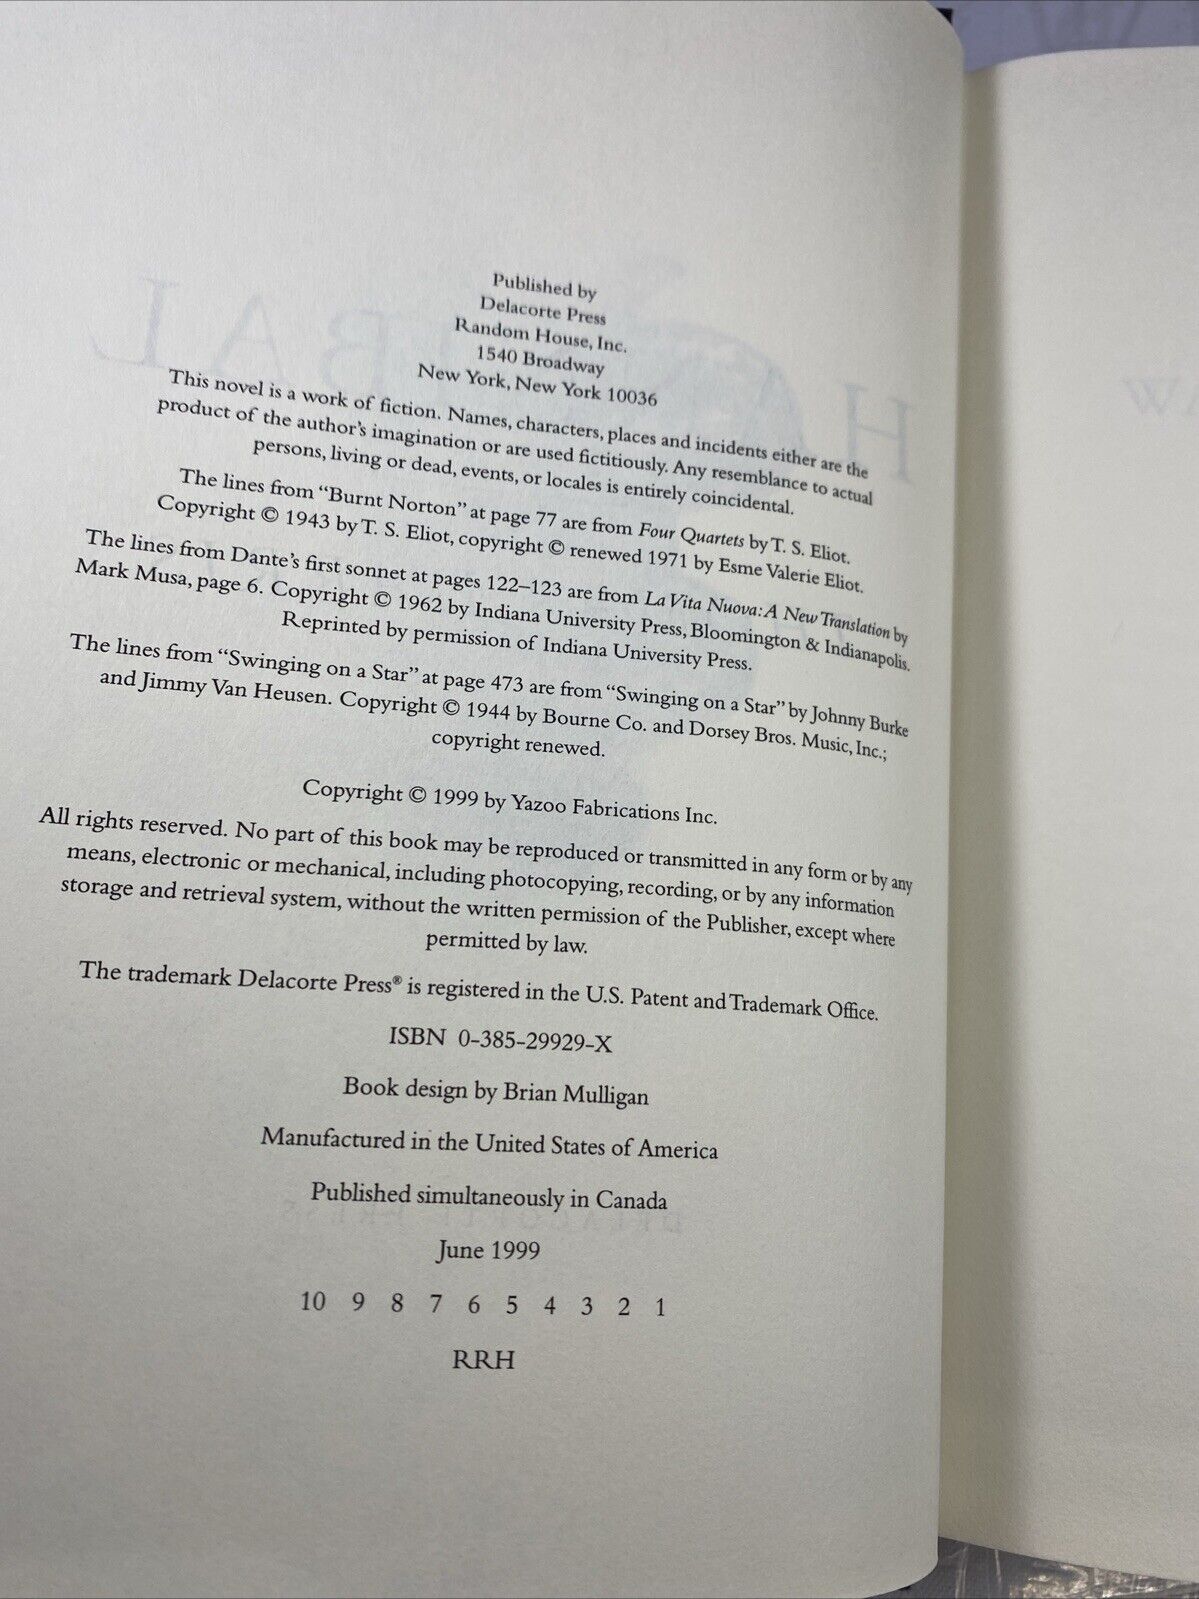 Published by
Delacorte Press
Random House, Inc.
1540 Broadway
New York, New York 10036
This novel is a work of fiction. Names, characters, places and incidents either are the
product of the author's imagination or are used fictitiously. Any resemblance to actual
persons, living or dead, events, or locales is entirely coincidental.
The lines from "Burnt Norton" at page 77 are from Four Quartets by T. S. Eliot.
Copyright © 1943 by T. S. Eliot, copyright © renewed 1971 by Esme Valerie Eliot.
The lines from Dante's first sonnet at pages 122–123 are from La Vita Nuova: A New Translation by
Mark Musa, page 6. Copyright © 1962 by Indiana University Press, Bloomington & Indianapolis.
Reprinted by permission of Indiana University Press.
The lines from "Swinging on a Star" at page 473 are from "Swinging on a Star" by Johnny Burke
and Jimmy Van Heusen. Copyright © 1944 by Bourne Co. and Dorsey Bros. Music, Inc.;
copyright renewed.
Copyright © 1999 by Yazoo Fabrications Inc.
All rights reserved. No part of this book may be reproduced or transmitted in any form or by any
means, electronic or mechanical, including photocopying, recording, or by any information
storage and retrieval system, without the written permission of the Publisher, except where
permitted by law.
The trademark Delacorte Press® is registered in the U.S. Patent and Trademark Office.
ISBN 0-385-29929-X
Book design by Brian Mulligan
Manufactured in the United States of America
Published simultaneously in Canada
June 1999
10 9 8 7 6 5 4 3 2 1
RRH